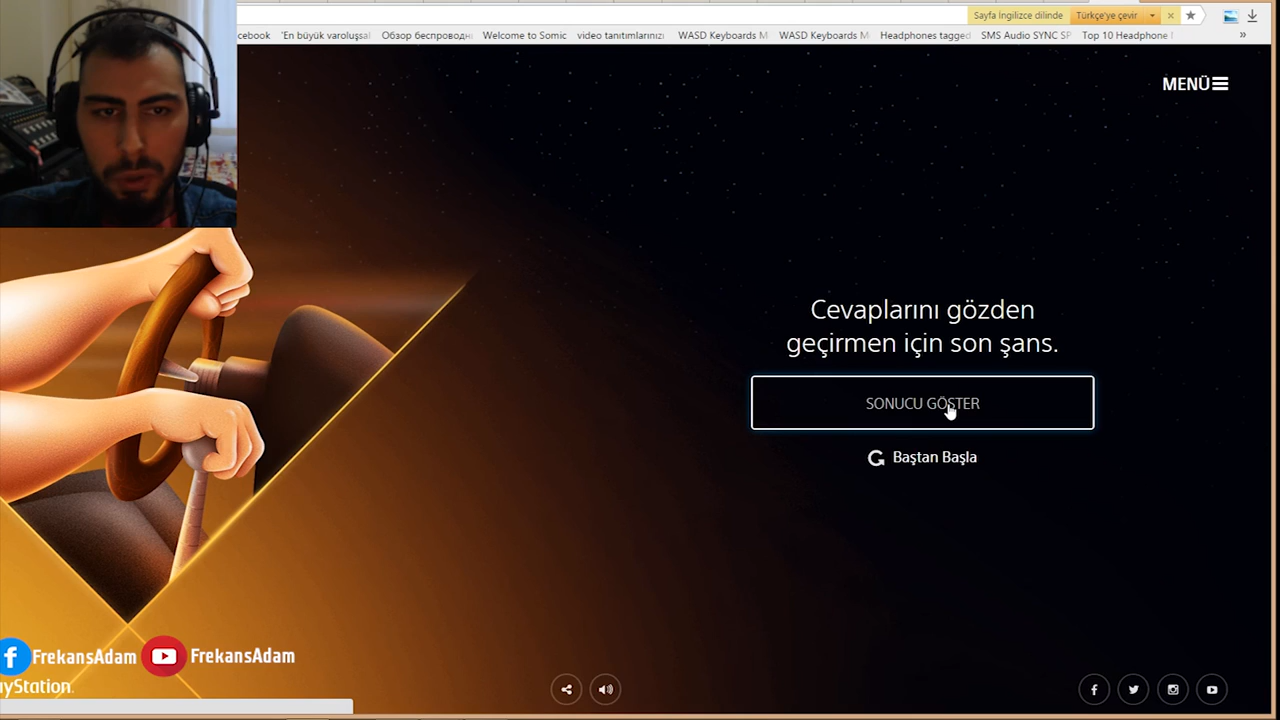 Sayfa İngilizce dilinde
Türkçe'ye çevir
cebook
'En büyük varoluşsal
Обзор беспроводн
Welcome to Somic
video tanıtımlarınızı
WASD Keyboards M
WASD Keyboards M
Headphones tagged
SMS Audio SYNC SP
Top 10 Headphone
»
MENÜ
Cevaplarını gözden
geçirmen için son şans.
SONUCU GÖSTER
Baştan Başla
FrekansAdam
FrekansAdam
ayStation.